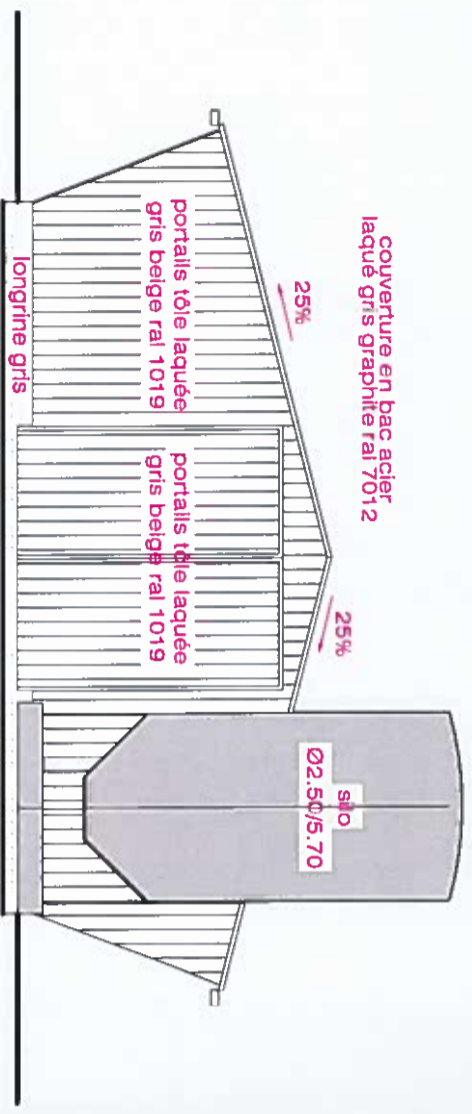 couverture en bac acier
laqué gris graphite ral 7012
25%
25%
portails tôle laquée
gris beige ral 1019
portails tôle laquée
gris beige ral 1019
longrine gris
silo
Ø2.50/5.70